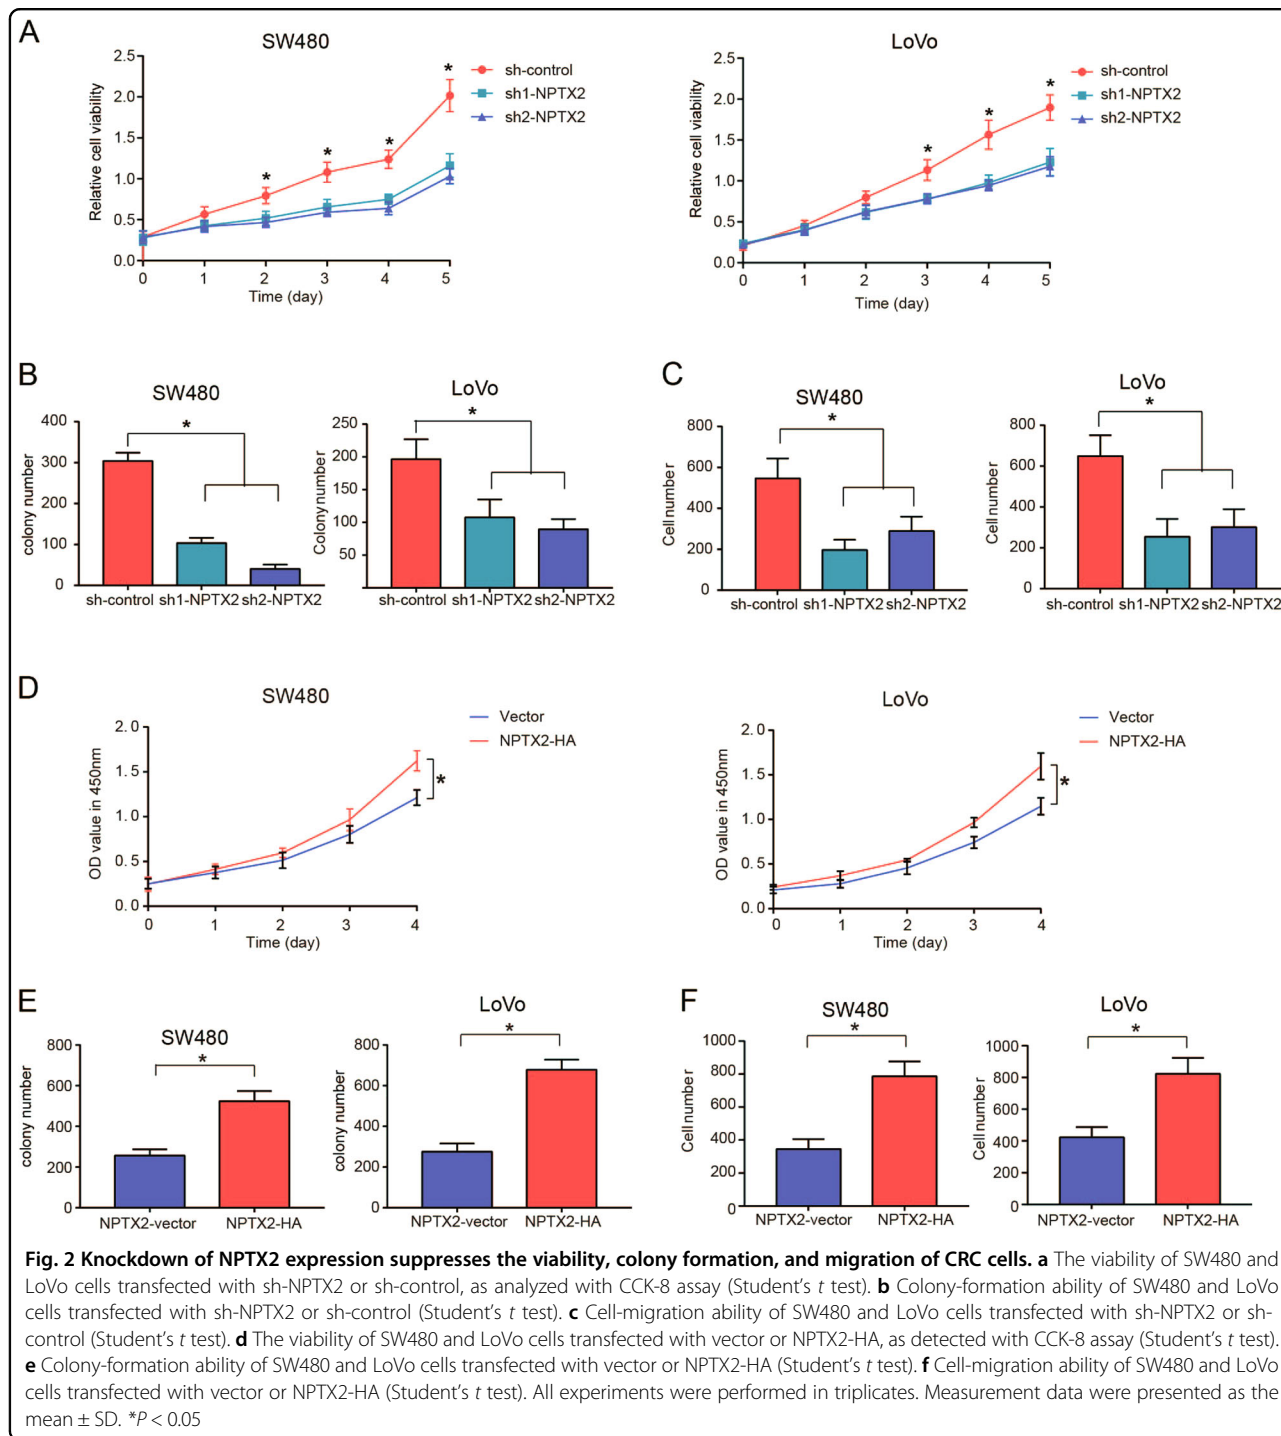 A
SW480
2.5
2.0
1.5
1.0
0.5
0.0
Relative cell viability
0 1 2 3 4 5
Time (day)
* * * *
sh-control
sh1-NPTX2
sh2-NPTX2
LoVo
2.5
2.0
1.5
1.0
0.5
0.0
Relative cell viability
0 1 2 3 4 5
Time (day)
* * *
sh-control
sh1-NPTX2
sh2-NPTX2
B
SW480
400
300
200
100
0
colony number
*
sh-control sh1-NPTX2 sh2-NPTX2
LoVo
250
200
150
100
50
Colony number
*
sh-control sh1-NPTX2 sh2-NPTX2
C
SW480
800
600
400
200
0
Cell number
*
sh-control sh1-NPTX2 sh2-NPTX2
LoVo
800
600
400
200
0
Cell number
*
sh-control sh1-NPTX2 sh2-NPTX2
D
SW480
2.0
1.5
1.0
0.5
0.0
OD value in 450nm
0 1 2 3 4
Time (day)
*
Vector
NPTX2-HA
LoVo
2.0
1.5
1.0
0.5
0.0
OD value in 450nm
0 1 2 3 4
Time (day)
*
Vector
NPTX2-HA
E
SW480
800
600
400
200
0
colony number
*
NPTX2-vector NPTX2-HA
LoVo
800
600
400
200
0
colony number
*
NPTX2-vector NPTX2-HA
F
SW480
1000
800
600
400
200
0
Cell number
*
NPTX2-vector NPTX2-HA
LoVo
1000
800
600
400
200
0
Cell number
*
NPTX2-vector NPTX2-HA
Fig. 2 Knockdown of NPTX2 expression suppresses the viability, colony formation, and migration of CRC cells. a The viability of SW480 and
LoVo cells transfected with sh-NPTX2 or sh-control, as analyzed with CCK-8 assay (Student's t test). b Colony-formation ability of SW480 and LoVo
cells transfected with sh-NPTX2 or sh-control (Student's t test). c Cell-migration ability of SW480 and LoVo cells transfected with sh-NPTX2 or sh-
control (Student's t test). d The viability of SW480 and LoVo cells transfected with vector or NPTX2-HA, as detected with CCK-8 assay (Student's t test).
e Colony-formation ability of SW480 and LoVo cells transfected with vector or NPTX2-HA (Student's t test). f Cell-migration ability of SW480 and LoVo
cells transfected with vector or NPTX2-HA (Student's t test). All experiments were performed in triplicates. Measurement data were presented as the
mean ± SD. *P < 0.05